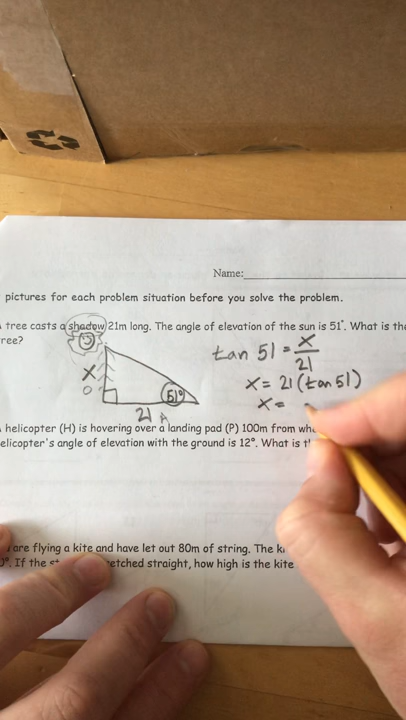 Name:
pictures for each problem situation before you solve the problem.
tree casts a shadow 21m long. The angle of elevation of the sun is 51°. What is the
ree?
tan 51 = x/21
x = 21 (tan 51)
x =
X
O
51°
21
A
helicopter (H) is hovering over a landing pad (P) 100m from
elicopter's angle of elevation with the ground is 12°. What is
are flying a kite and have let out 80m of string. The
0°. If the etched straight, how high is the kite